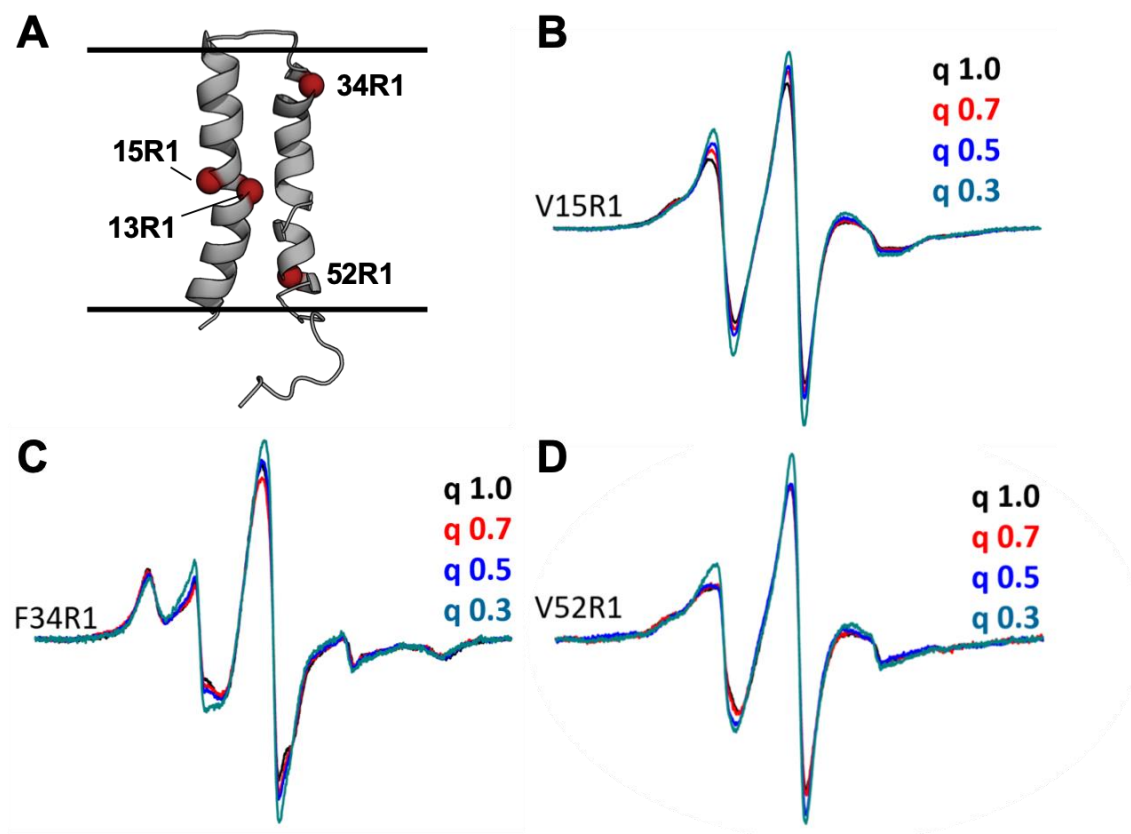 A
34R1
15R1
13R1
52R1
B
q 1.0
q 0.7
q 0.5
q 0.3
V15R1
C
q 1.0
q 0.7
q 0.5
q 0.3
F34R1
D
q 1.0
q 0.7
q 0.5
q 0.3
V52R1